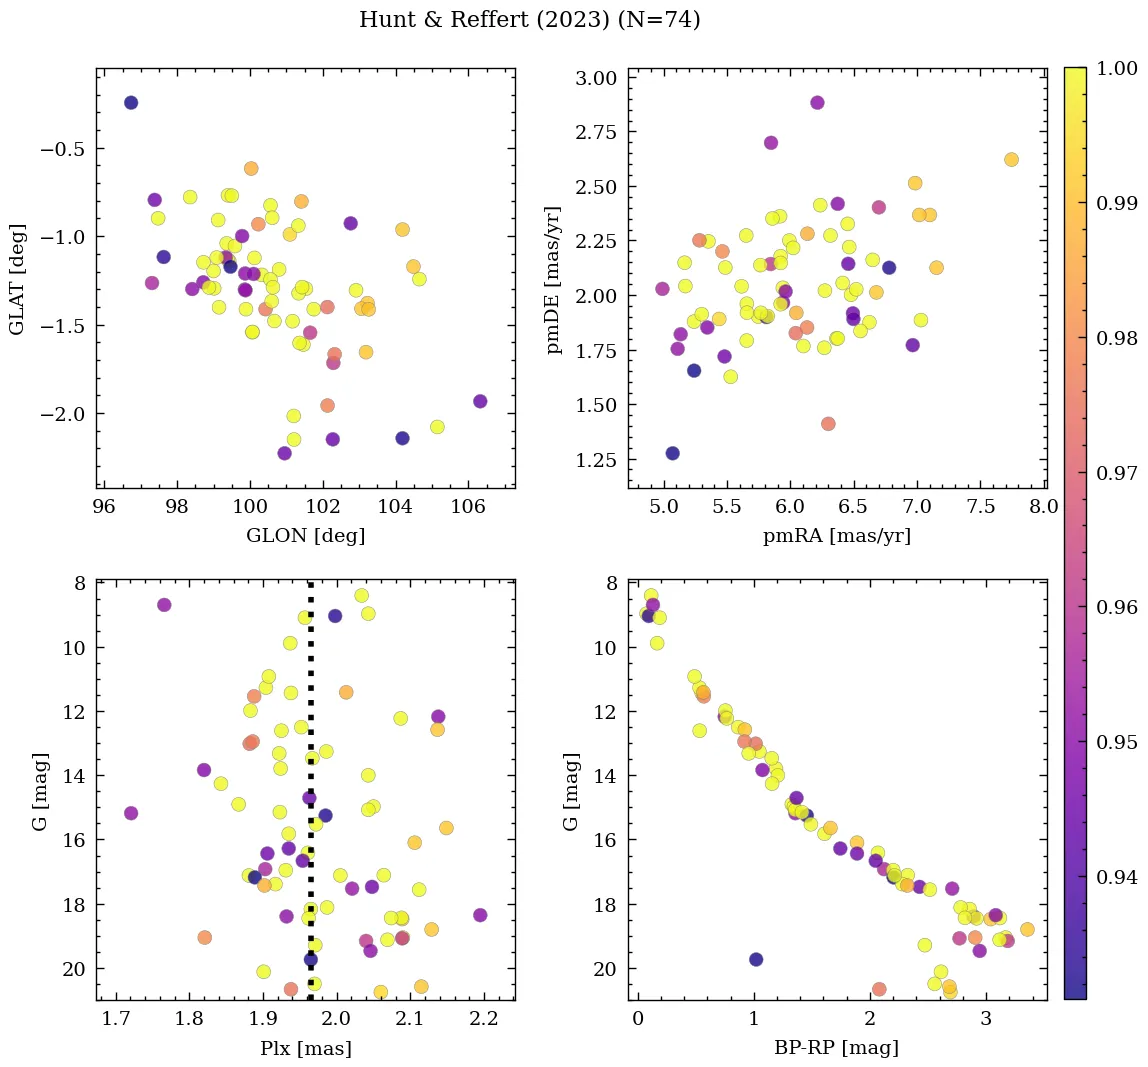 Hunt & Reffert (2023) (N=74)
−0.5
−1.0
−1.5
−2.0
GLAT [deg]
96 98 100 102 104 106
GLON [deg]
3.00
2.75
2.50
2.25
2.00
1.75
1.50
1.25
pmDE [mas/yr]
5.0 5.5 6.0 6.5 7.0 7.5 8.0
pmRA [mas/yr]
1.00
0.99
0.98
0.97
0.96
0.95
0.94
8
10
12
14
16
18
20
G [mag]
1.7 1.8 1.9 2.0 2.1 2.2
Plx [mas]
8
10
12
14
16
18
20
G [mag]
0 1 2 3
BP-RP [mag]